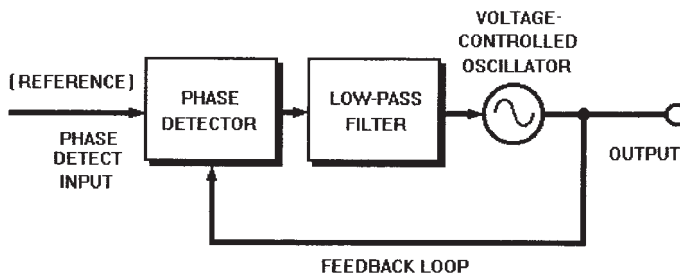 VOLTAGE-
CONTROLLED
OSCILLATOR
(REFERENCE)
PHASE
DETECTOR
LOW-PASS
FILTER
PHASE
DETECT
INPUT
OUTPUT
FEEDBACK LOOP